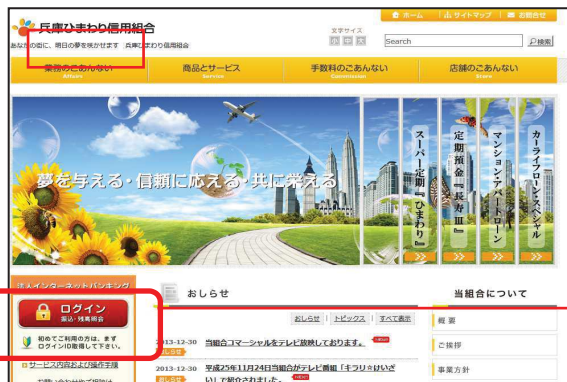 兵庫ひまわり信用組合
あなたの街に、明日の夢を咲かせます 兵庫ひまわり信用組合
文字サイズ
ホーム サイトマップ お問合せ
Search
検索
業務のごあんない
Affairs
商品とサービス
Service
手数料のごあんない
Commission
店舗のごあんない
Store
夢を与える・信頼に応える・共に栄える
スーパー定期『ひまわり』
定期預金『長寿Ⅲ』
マンション・アパートローン
カーライフローン・スペシャル
法人インターネットバンキング
ログイン
振込・残高照会
初めてご利用の方は、まず
ログインID取得して下さい。
サービス内容および操作手順
おしらせ
おしらせ | トピックス | すべて表示
2013-12-30 当組合コマーシャルをテレビ放映しております。
おしらせ
2013-12-30 平成25年11月24日当組合がテレビ番組「キラリ☆けいざ
い」で紹介されました。
おしらせ
当組合について
概要
ご挨拶
事業方針